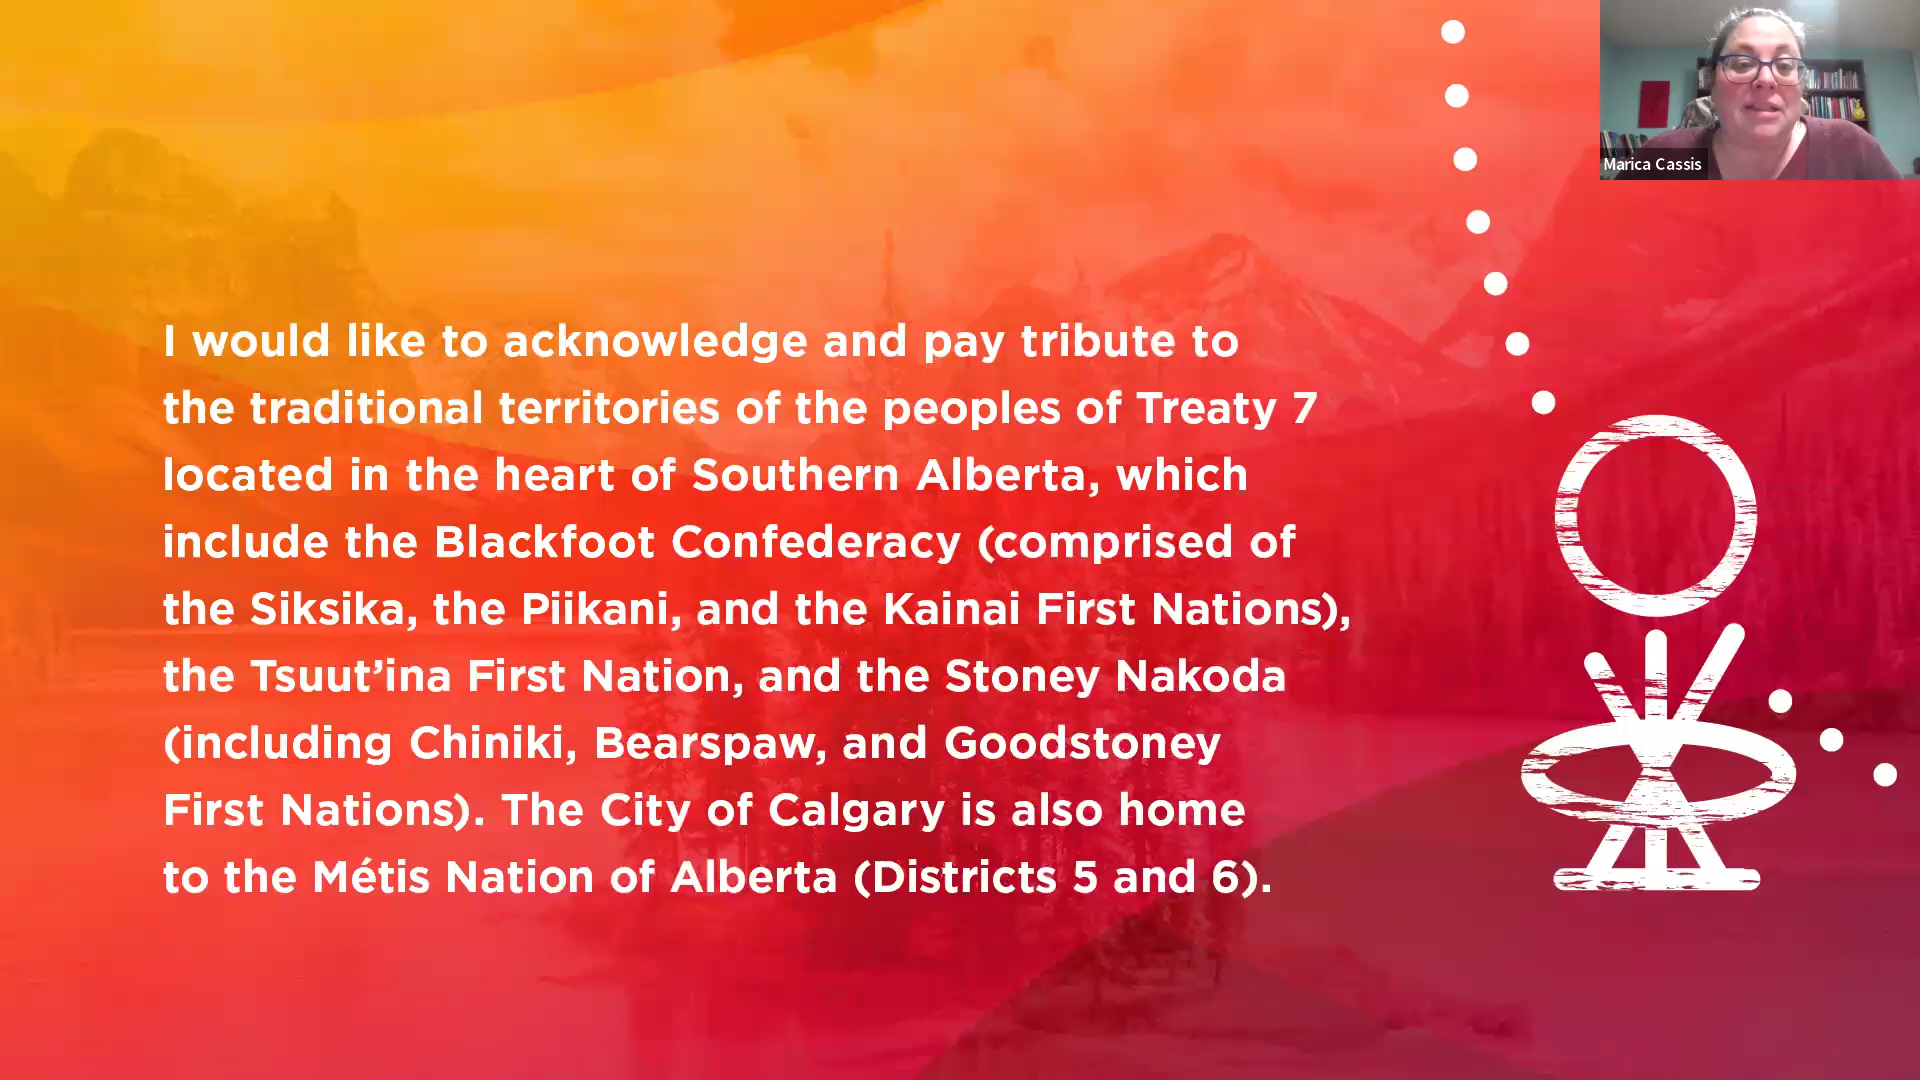 I would like to acknowledge and pay tribute to
the traditional territories of the peoples of Treaty 7
located in the heart of Southern Alberta, which
include the Blackfoot Confederacy (comprised of
the Siksika, the Piikani, and the Kainai First Nations),
the Tsuut’ina First Nation, and the Stoney Nakoda
(including Chiniki, Bearspaw, and Goodstoney
First Nations). The City of Calgary is also home
to the Métis Nation of Alberta (Districts 5 and 6).
Marica Cassis